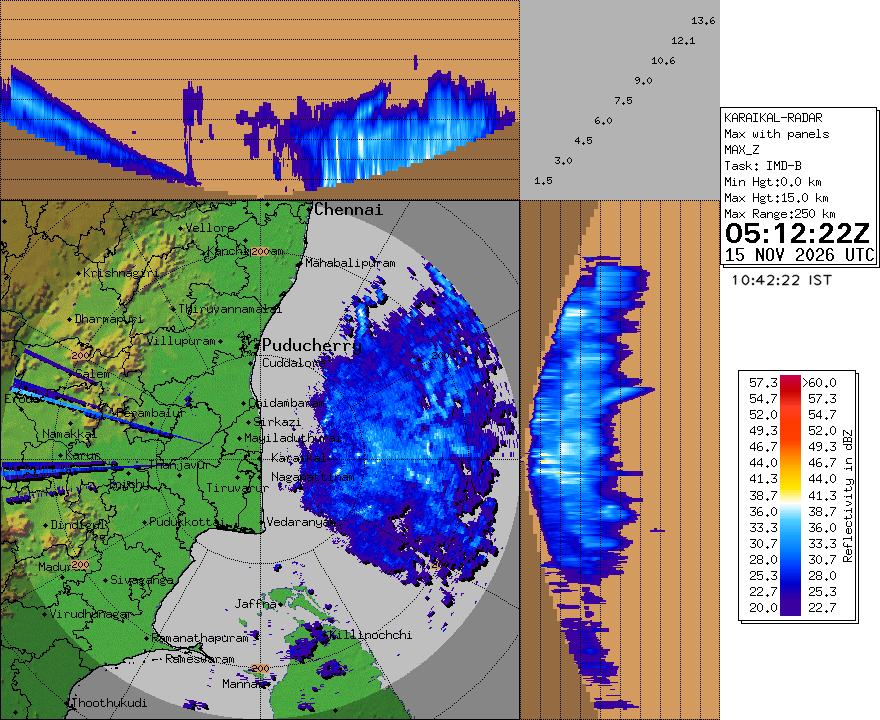 13.6
12.1
10.6
9.0
7.5
6.0
4.5
3.0
1.5
KARAIKAL-RADAR
Max with panels
MAX_Z
Task: IMD-B
Min Hgt:0.0 km
Max Hgt:15.0 km
Max Range:250 km
05:12:22Z
15 NOV 2026 UTC
10:42:22 IST
Chennai
Vellore
200
Mahabalipuram
Krishnagiri
Thiruvannamalai
Dharmapuri
Villupuram
Puducherry
200
200
Cuddalore
Salem
Chidambaram
Perambalur
Sirkazi
Namakkal
Mayiladuthurai
Karur
Karaikal
Thanjavur
Tiruvarur
Dindigul
Pudukkottai
Vedaranyam
200
Madurai
Sivaganga
Jaffna
Virudhunagar
Ramanathapuram
Killinochchi
Rameswaram
200
Mannar
Thoothukudi
57.3 >60.0
54.7 57.3
52.0 54.7
49.3 52.0
46.7 49.3
44.0 46.7
41.3 44.0
38.7 41.3
36.0 38.7
33.3 36.0
30.7 33.3
28.0 30.7
25.3 28.0
22.7 25.3
20.0 22.7
Reflectivity in dBZ